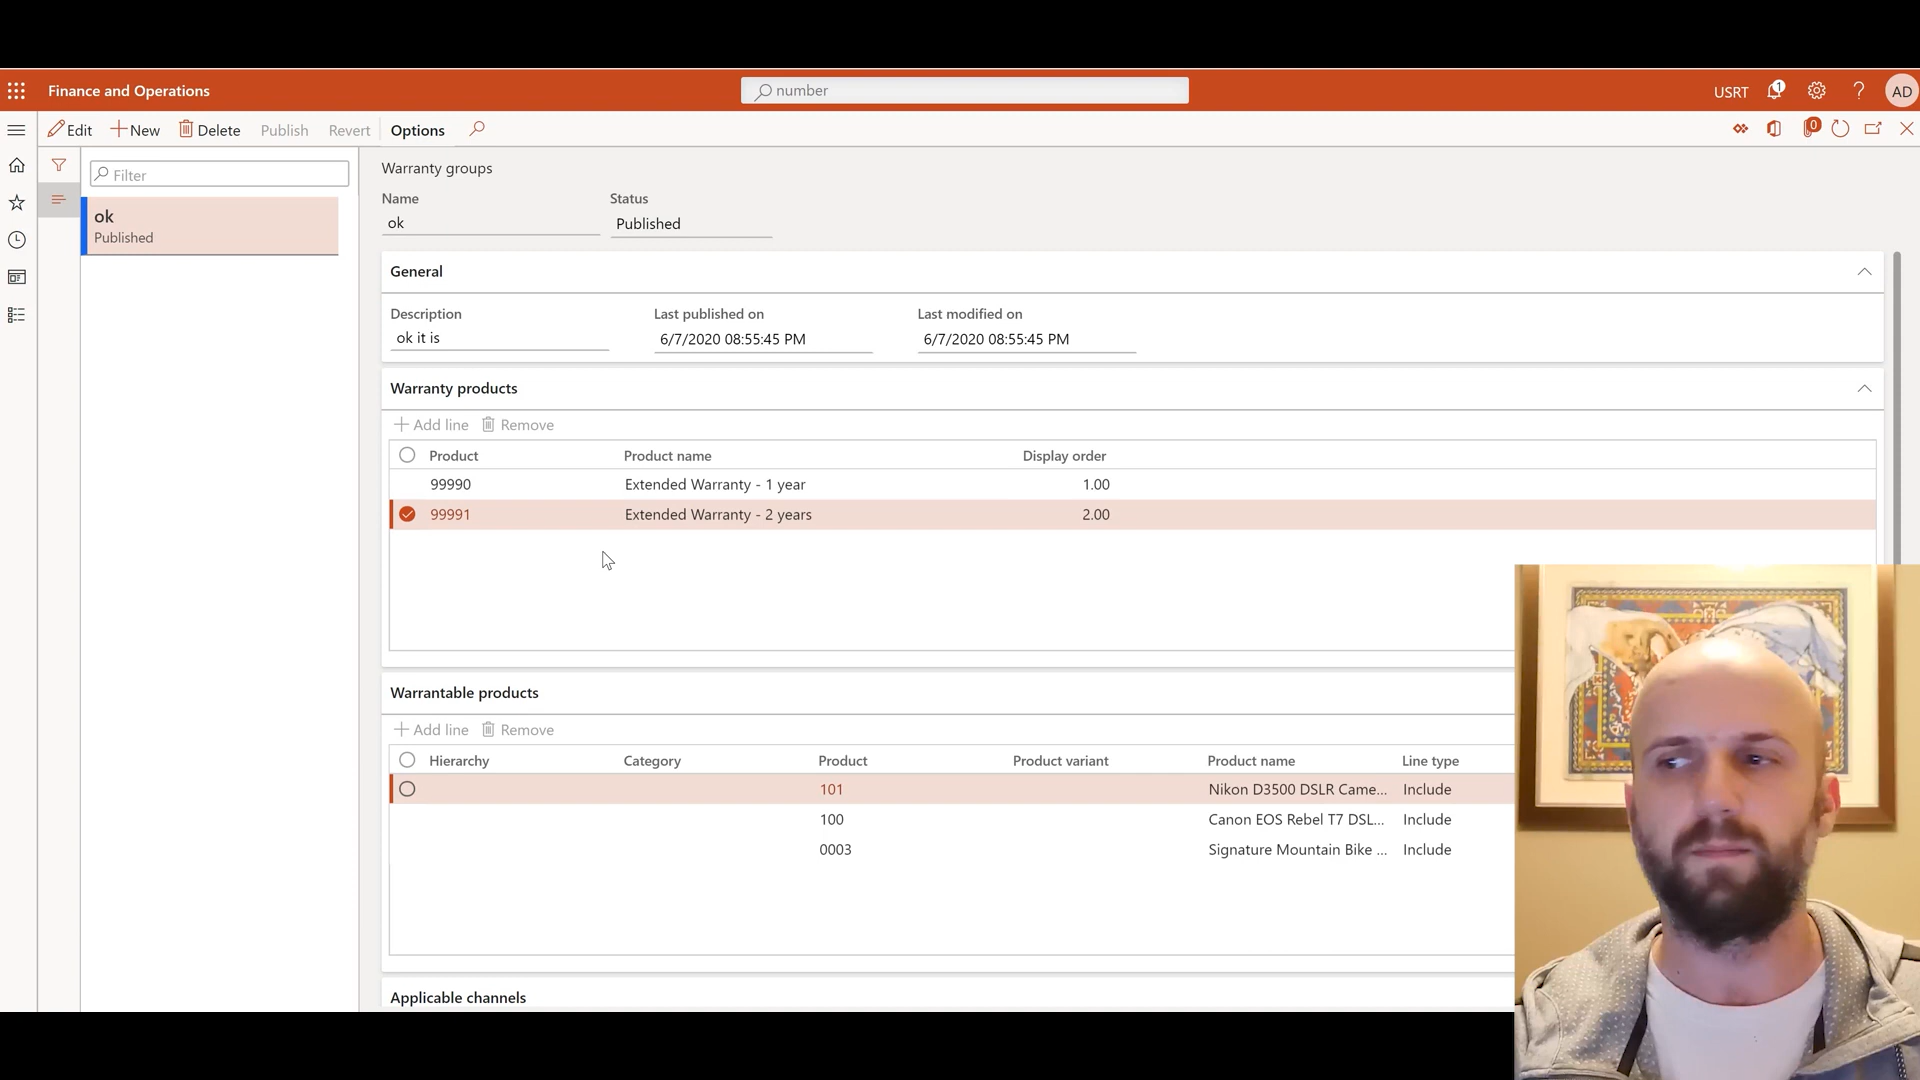 Finance and Operations
number
USRT
1
?
AD
Edit
New
Delete
Publish
Revert
Options
0
Filter
ok
Published
Warranty groups
Name
Status
ok
Published
General
Description
Last published on
Last modified on
ok it is
6/7/2020 08:55:45 PM
6/7/2020 08:55:45 PM
Warranty products
Add line
Remove
Product
Product name
Display order
99990
Extended Warranty - 1 year
1.00
99991
Extended Warranty - 2 years
2.00
Warrantable products
Add line
Remove
Hierarchy
Category
Product
Product variant
Product name
Line type
101
Nikon D3500 DSLR Came...
Include
100
Canon EOS Rebel T7 DSL...
Include
0003
Signature Mountain Bike ...
Include
Applicable channels